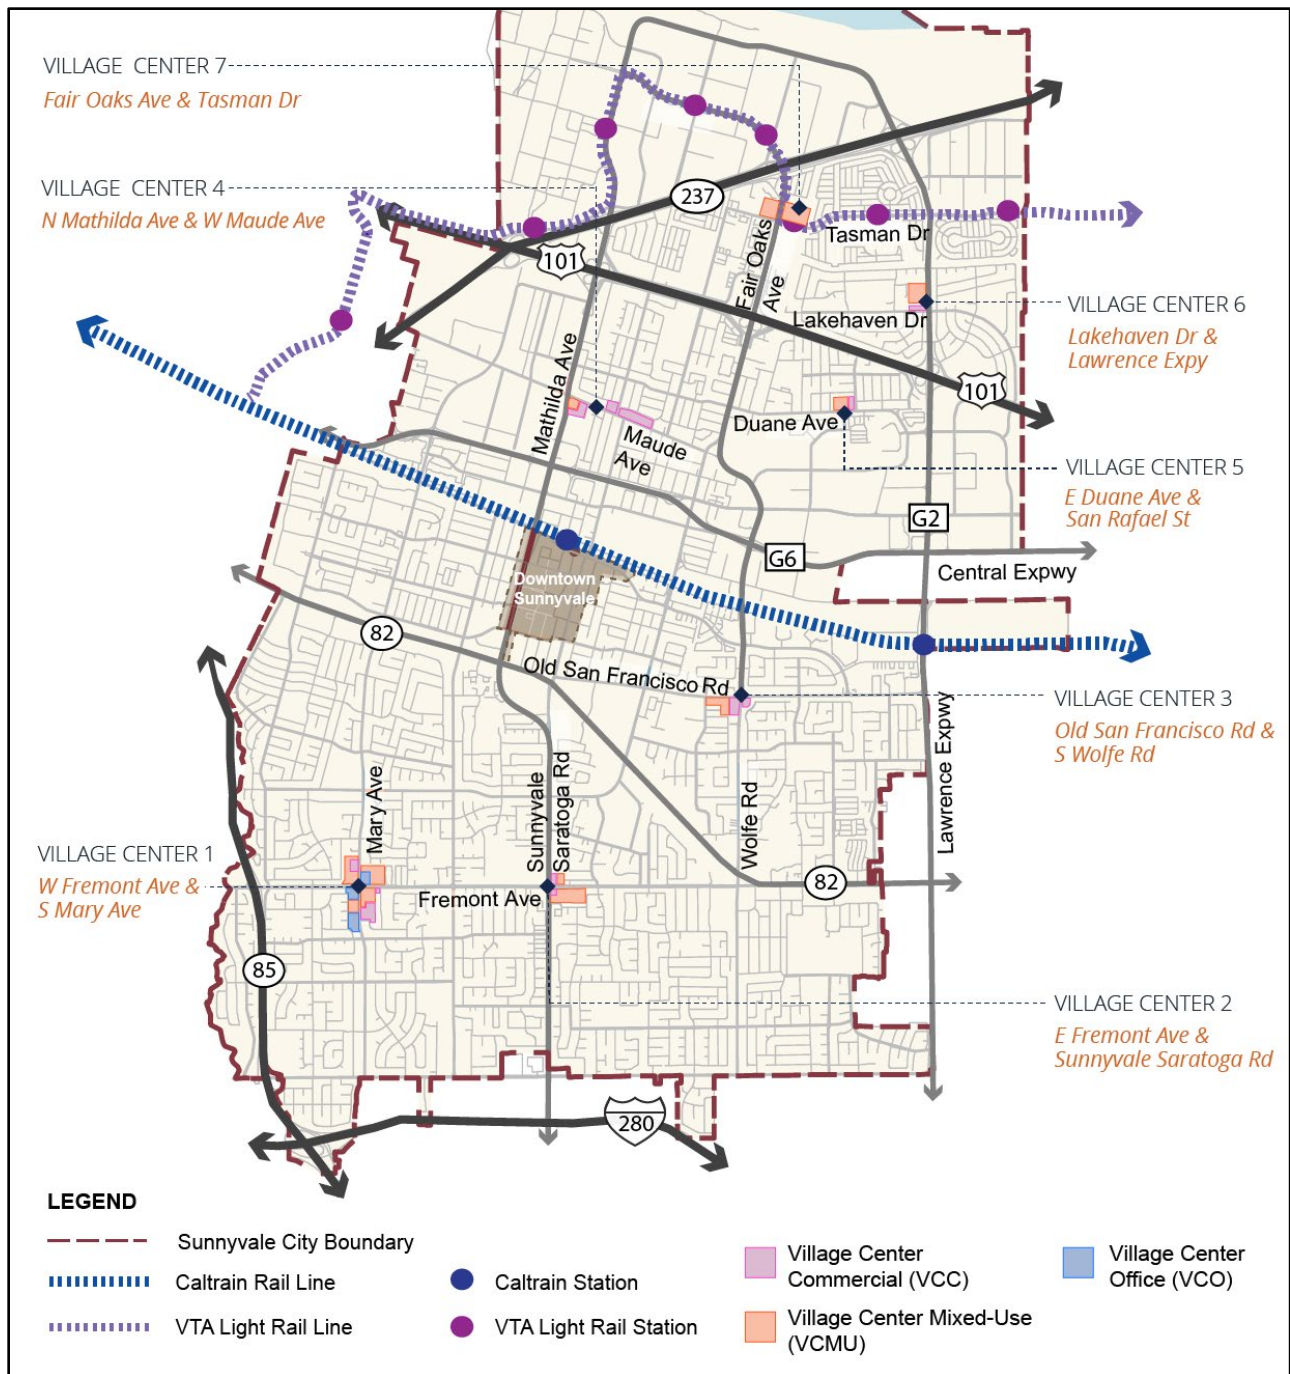 VILLAGE CENTER 7
Fair Oaks Ave & Tasman Dr
VILLAGE CENTER 4
N Mathilda Ave & W Maude Ave
237
Tasman Dr
101
Fair Oaks
Ave
Lakehaven Dr
VILLAGE CENTER 6
Lakehaven Dr &
Lawrence Expy
101
Mathilda Ave
Duane Ave
Maude
Ave
VILLAGE CENTER 5
E Duane Ave &
San Rafael St
G2
G6
Central Expwy
Downtown
Sunnyvale
82
Old San Francisco Rd
VILLAGE CENTER 3
Old San Francisco Rd &
S Wolfe Rd
Mary Ave
Sunnyvale
Saratoga Rd
Wolfe Rd
Lawrence Expwy
VILLAGE CENTER 1
W Fremont Ave &
S Mary Ave
Fremont Ave
82
85
VILLAGE CENTER 2
E Fremont Ave &
Sunnyvale Saratoga Rd
280
LEGEND
Sunnyvale City Boundary
Caltrain Rail Line
VTA Light Rail Line
Caltrain Station
VTA Light Rail Station
Village Center
Commercial (VCC)
Village Center Mixed-Use
(VCMU)
Village Center
Office (VCO)